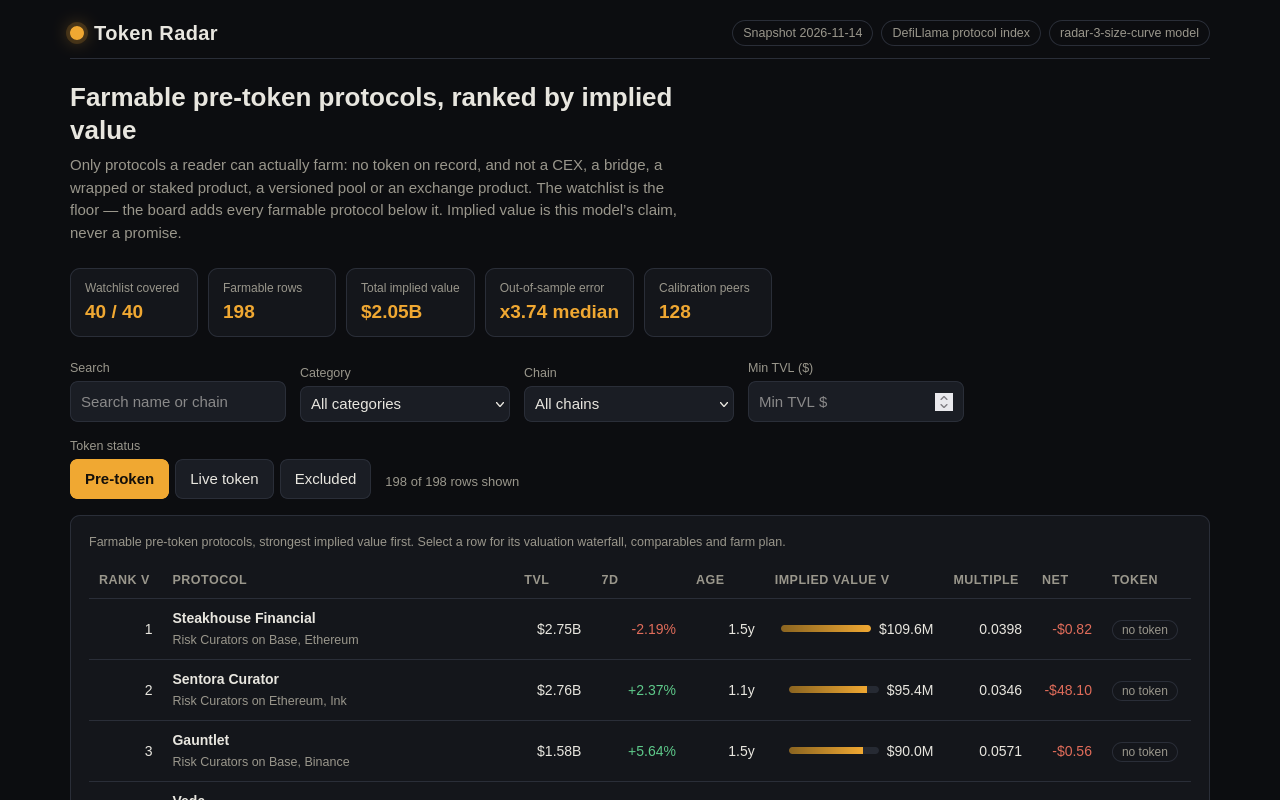 Token Radar
Snapshot 2026-11-14
DefiLlama protocol index
radar-3-size-curve model
Farmable pre-token protocols, ranked by implied
value
Only protocols a reader can actually farm: no token on record, and not a CEX, a bridge, a
wrapped or staked product, a versioned pool or an exchange product. The watchlist is the
floor — the board adds every farmable protocol below it. Implied value is this model's claim,
never a promise.
Watchlist covered
40 / 40
Farmable rows
198
Total implied value
$2.05B
Out-of-sample error
x3.74 median
Calibration peers
128
Search
Search name or chain
Category
All categories
Chain
All chains
Min TVL ($)
Min TVL $
Token status
Pre-token
Live token
Excluded
198 of 198 rows shown
Farmable pre-token protocols, strongest implied value first. Select a row for its valuation waterfall, comparables and farm plan.
RANK V PROTOCOL TVL 7D AGE IMPLIED VALUE V MULTIPLE NET TOKEN
1 Steakhouse Financial $2.75B -2.19% 1.5y $109.6M 0.0398 -$0.82 no token
Risk Curators on Base, Ethereum
2 Sentora Curator $2.76B +2.37% 1.1y $95.4M 0.0346 -$48.10 no token
Risk Curators on Ethereum, Ink
3 Gauntlet $1.58B +5.64% 1.5y $90.0M 0.0571 -$0.56 no token
Risk Curators on Base, Binance